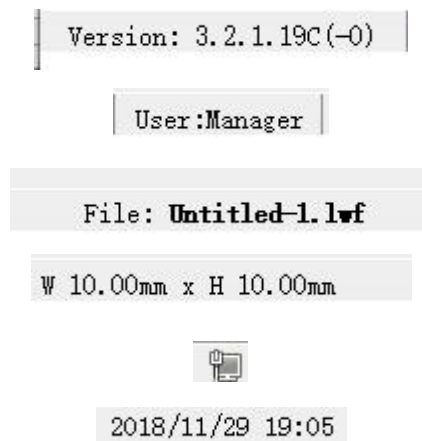 Version: 3.2.1.19C(-0)
User:Manager
File: Untitled-1.lwf
W 10.00mm x H 10.00mm
2018/11/29 19:05